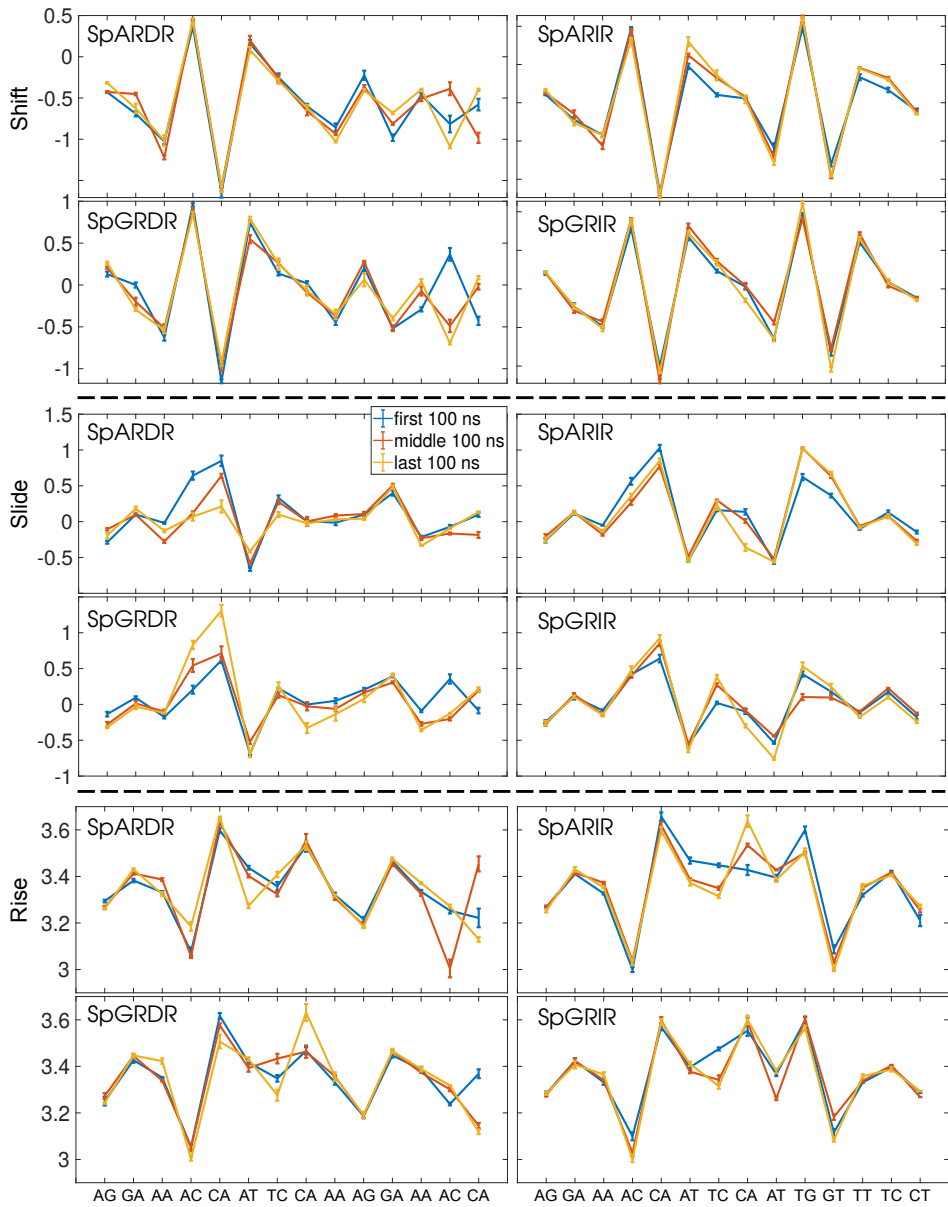 SpARDR SpARIR
0.5
0
-0.5
-1
Shift
SpGRDR SpGRIR
1
0.5
0
-0.5
-1
SpARDR SpARIR
first 100 ns
middle 100 ns
last 100 ns
1.5
1
0.5
0
-0.5
Slide
SpGRDR SpGRIR
1
0.5
0
-0.5
-1
SpARDR SpARIR
3.6
3.4
3.2
3
Rise
SpGRDR SpGRIR
3.6
3.4
3.2
3
AG GA AA AC CA AT TC CA AA AG GA AA AC CA AG GA AA AC CA AT TC CA AT TG GT TT TC CT